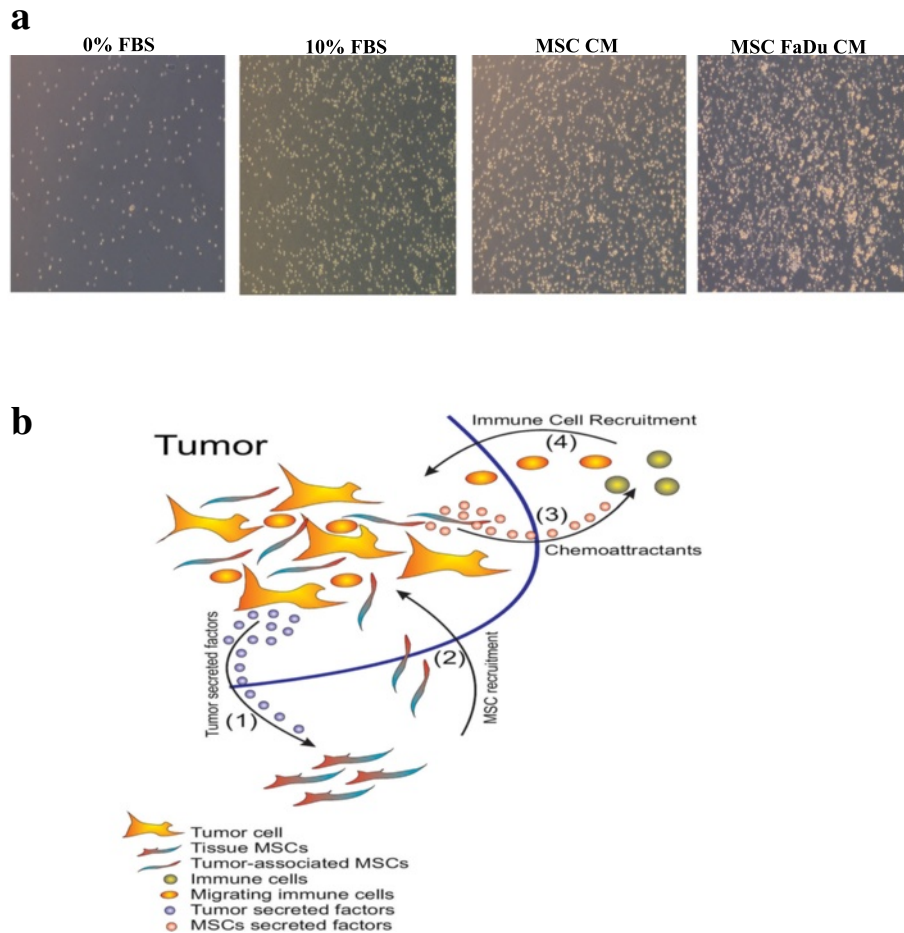 a
0% FBS
10% FBS
MSC CM
MSC FaDu CM
b
Tumor
Immune Cell Recruitment
(4)
(3)
Chemoattractants
Tumor secreted factors
(1)
(2)
MSC recruitment
Tumor cell
Tissue MSCs
Tumor-associated MSCs
Immune cells
Migrating immune cells
Tumor secreted factors
MSCs secreted factors